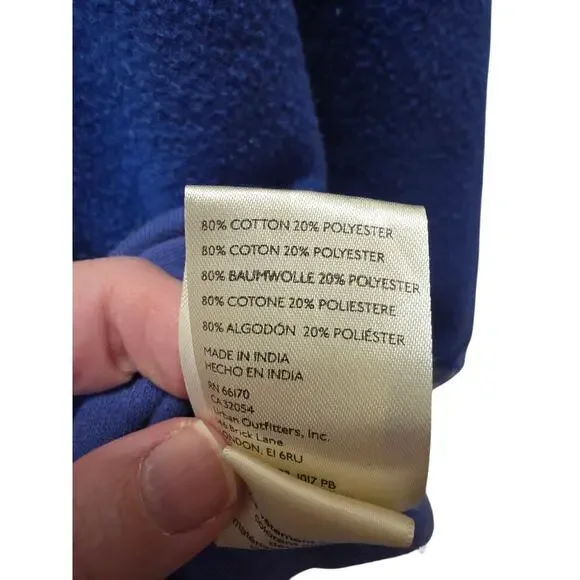 80% COTTON 20% POLYESTER
80% COTON 20% POLYESTER
80% BAUMWOLLE 20% POLYESTER
80% COTONE 20% POLIESTERE
80% ALGODÓN 20% POLIÉSTER
MADE IN INDIA
HECHO EN INDIA
RN 66170
CA 32054
Urban Outfitters, Inc.
Brick Lane
LONDON, E1 6RU
1017 PB